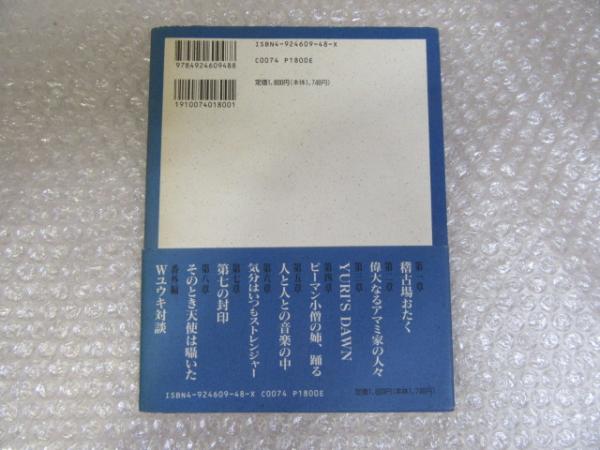 ISBN4-924609-48-X
C0074 P1800E
定価1,800円(本体1,748円)
9784924609488
1910074018001
第一章
稽古場おたく
第二章
偉大なるアマミ家の人々
第三章
YURI'S DAWN
第四章
ピーマン小僧の姉、踊る
第五章
人と人との音楽の中
第六章
気分はいつもストレンジャー
第七章
第七の封印
第八章
そのとき天使は囁いた
番外編
Wユウキ対談
ISBN4-924609-48-X C0074 P1800E
定価1,800円(本体1,748円)